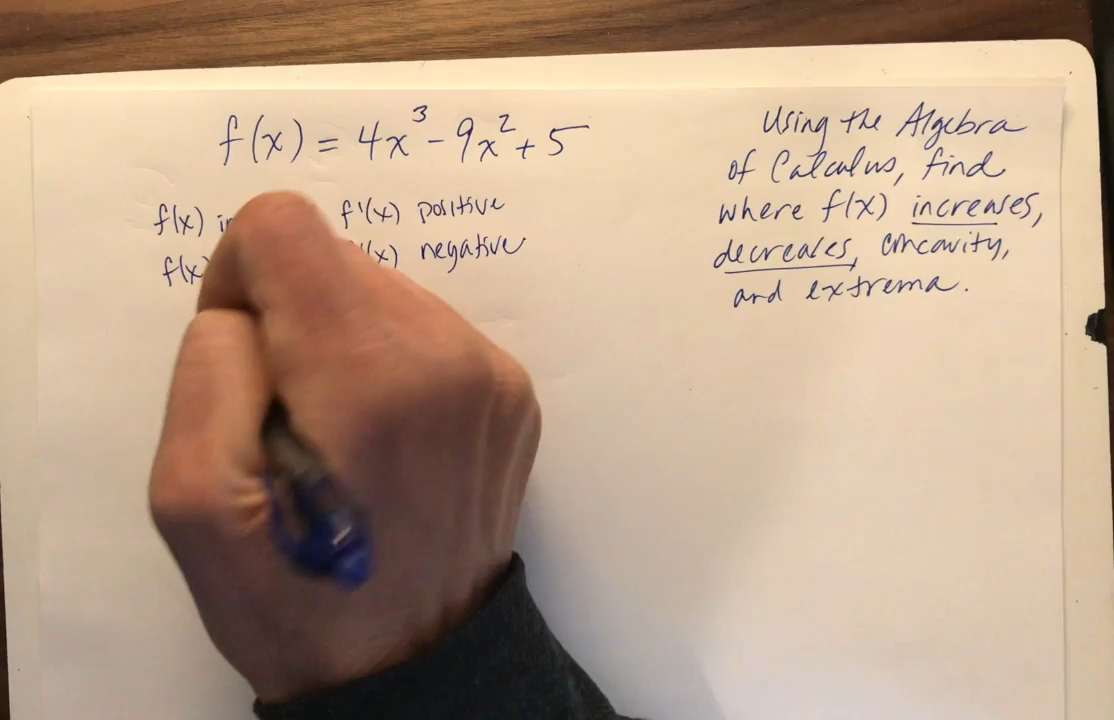 f(x) = 4x³ - 9x² + 5
f(x) f'(x) positive
f(x) negative
Using the Algebra
of Calculus, find
where f(x) increases,
decreases, concavity,
and extrema.